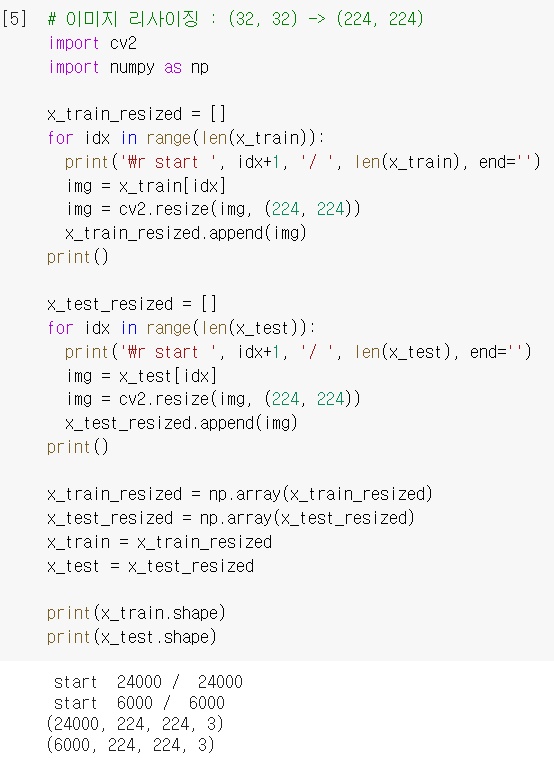 [5] # 이미지 리사이징 : (32, 32) -> (224, 224)
import cv2
import numpy as np

x_train_resized = []
for idx in range(len(x_train)):
  print('₩r start ', idx+1, '/ ', len(x_train), end='')
  img = x_train[idx]
  img = cv2.resize(img, (224, 224))
  x_train_resized.append(img)
print()

x_test_resized = []
for idx in range(len(x_test)):
  print('₩r start ', idx+1, '/ ', len(x_test), end='')
  img = x_test[idx]
  img = cv2.resize(img, (224, 224))
  x_test_resized.append(img)
print()

x_train_resized = np.array(x_train_resized)
x_test_resized = np.array(x_test_resized)
x_train = x_train_resized
x_test = x_test_resized

print(x_train.shape)
print(x_test.shape)

 start  24000 /  24000
 start  6000 /  6000
(24000, 224, 224, 3)
(6000, 224, 224, 3)